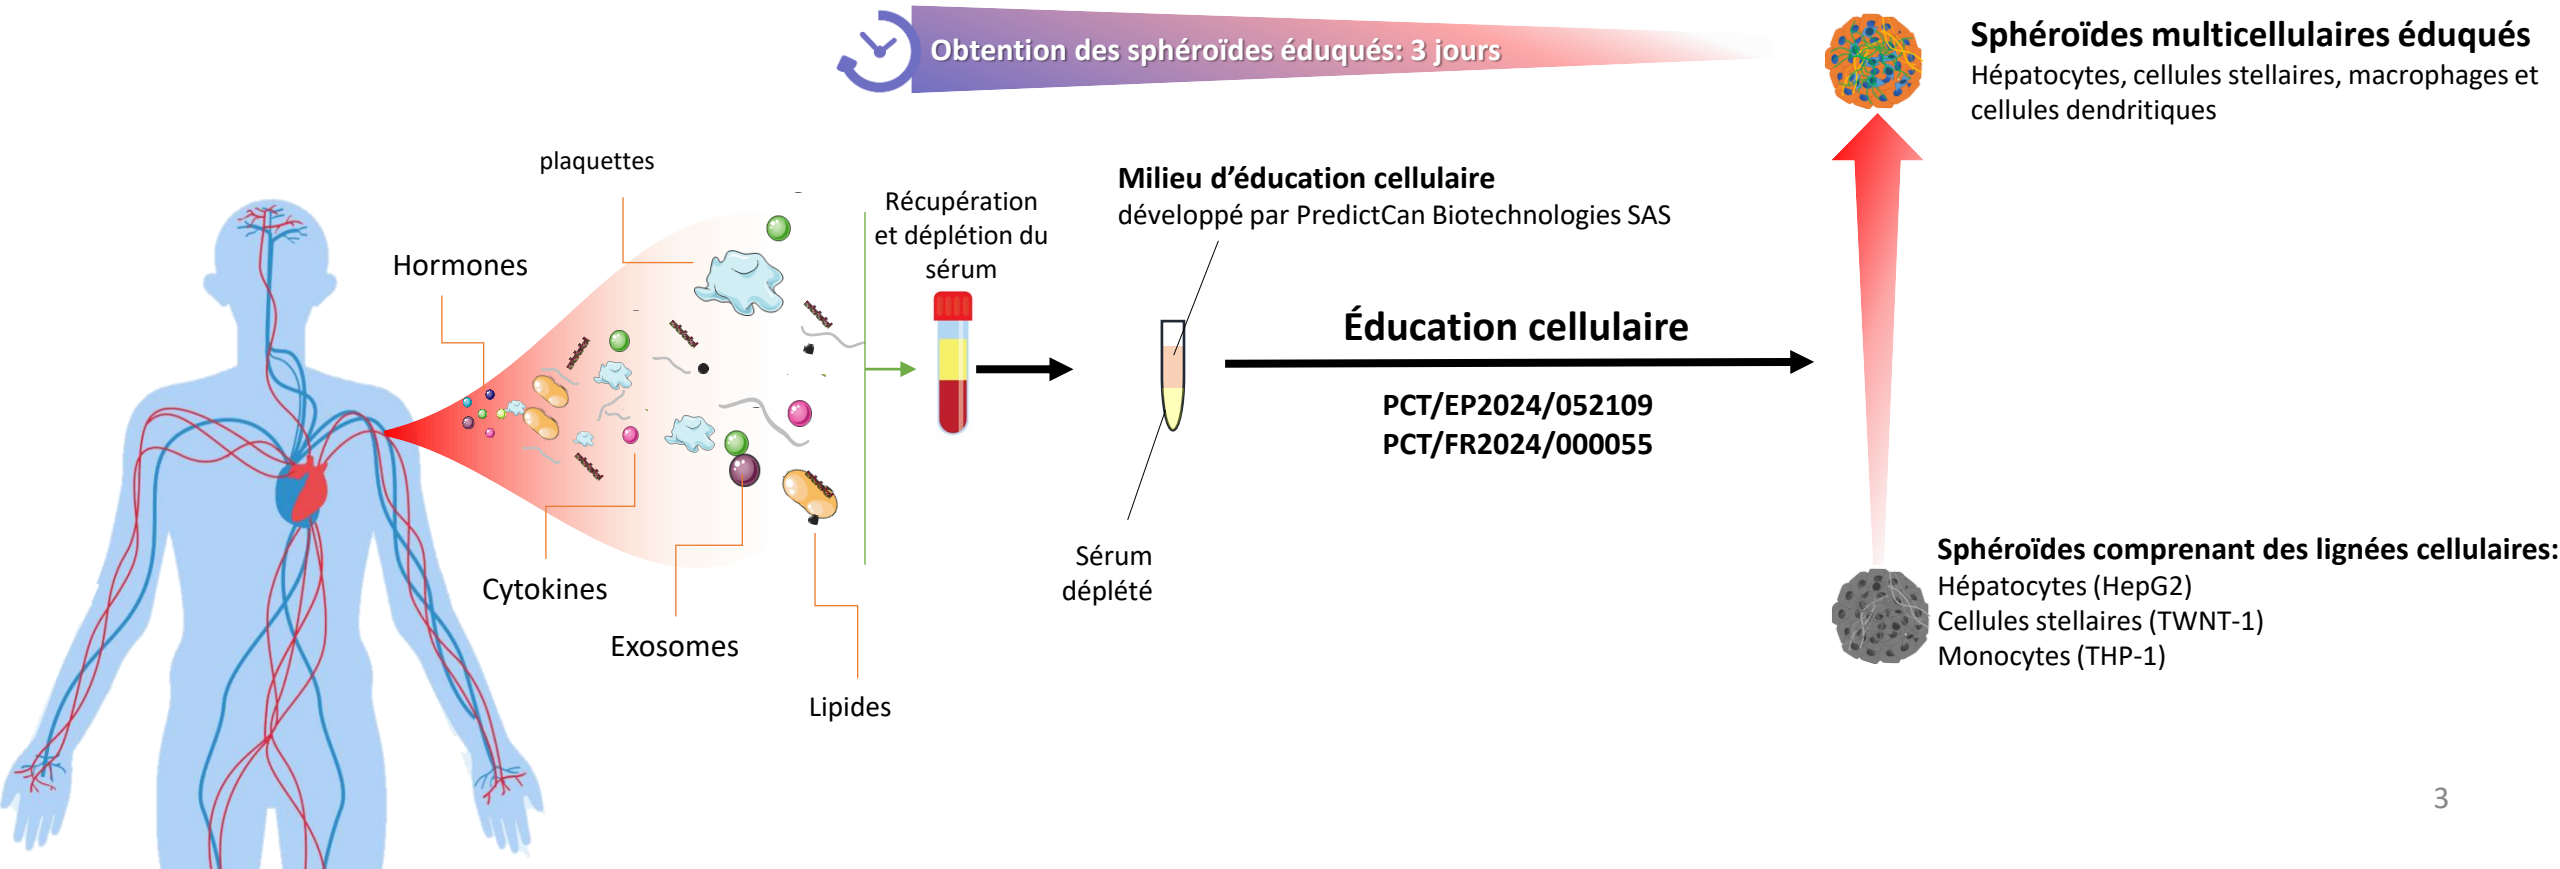 Obtention des sphéroïdes éduqués: 3 jours
Sphéroïdes multicellulaires éduqués
Hépatocytes, cellules stellaires, macrophages et
cellules dendritiques
plaquettes
Hormones
Cytokines
Exosomes
Lipides
Récupération
et déplétion du
sérum
Milieu d’éducation cellulaire
développé par PredictCan Biotechnologies SAS
Sérum
déplété
Éducation cellulaire
PCT/EP2024/052109
PCT/FR2024/000055
Sphéroïdes comprenant des lignées cellulaires:
Hépatocytes (HepG2)
Cellules stellaires (TWNT-1)
Monocytes (THP-1)
3